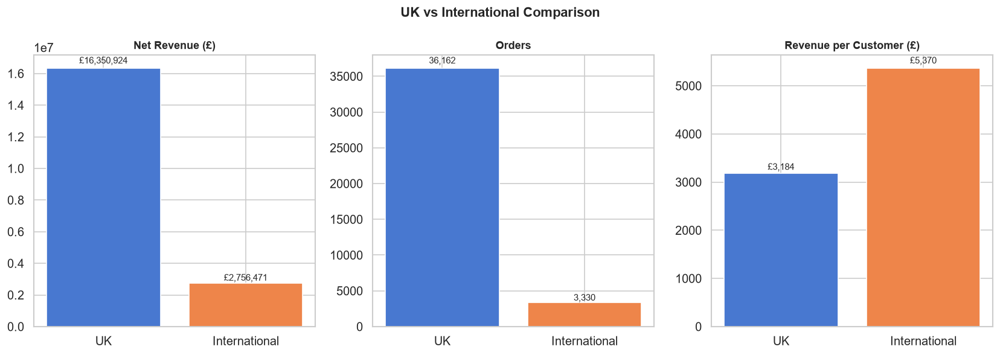 UK vs International Comparison
Net Revenue (£)
1e7
£16,350,924
£2,756,471
1.6
1.4
1.2
1.0
0.8
0.6
0.4
0.2
0.0
UK
International
Orders
36,162
3,330
35000
30000
25000
20000
15000
10000
5000
0
UK
International
Revenue per Customer (£)
£5,370
£3,184
5000
4000
3000
2000
1000
0
UK
International